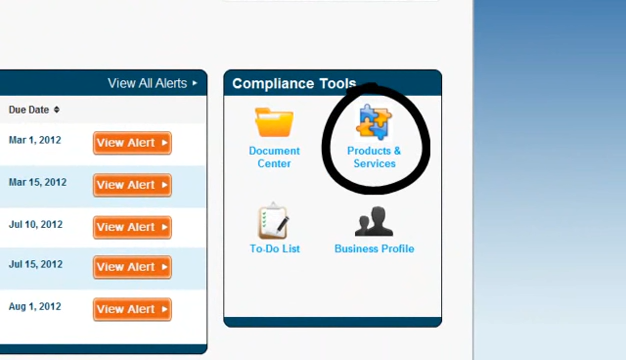 View All Alerts
Due Date
Mar 1, 2012 View Alert
Mar 15, 2012 View Alert
Jul 10, 2012 View Alert
Jul 15, 2012 View Alert
Aug 1, 2012 View Alert
Compliance Tools
Document
Center
Products &
Services
To-Do List
Business Profile